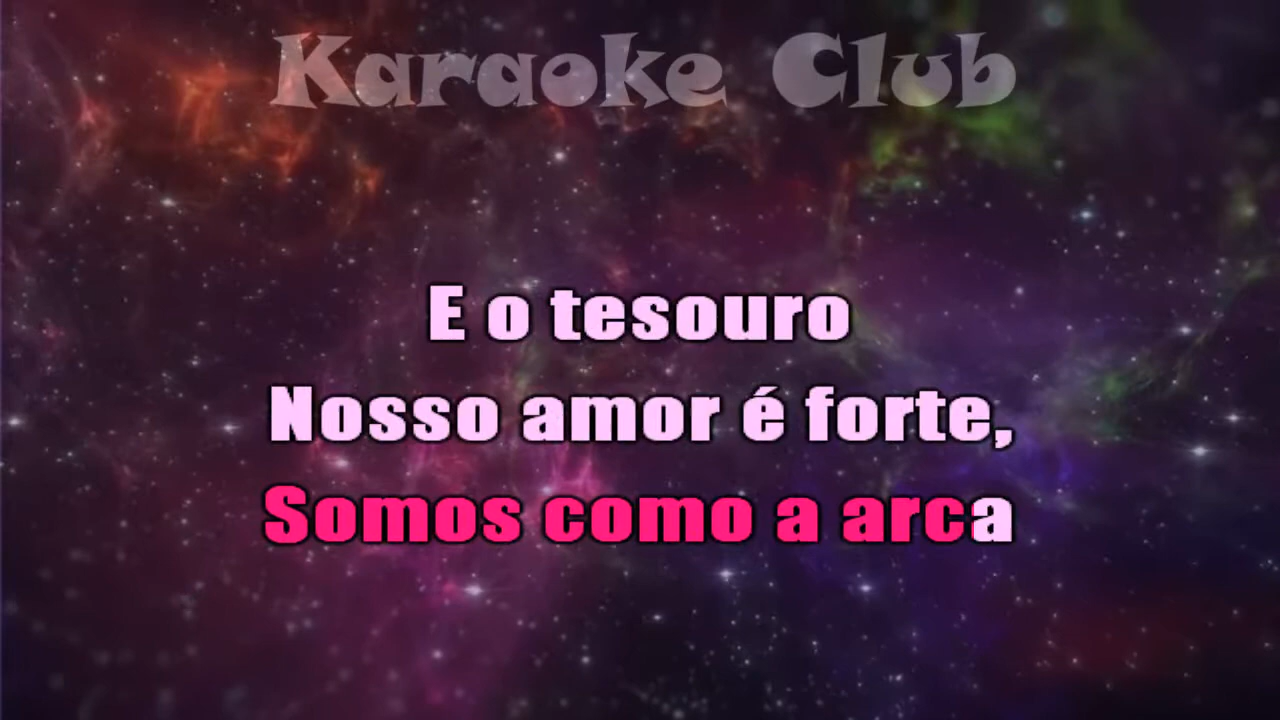 Karaoke Club
E o tesouro
Nosso amor é forte,
Somos como a arca